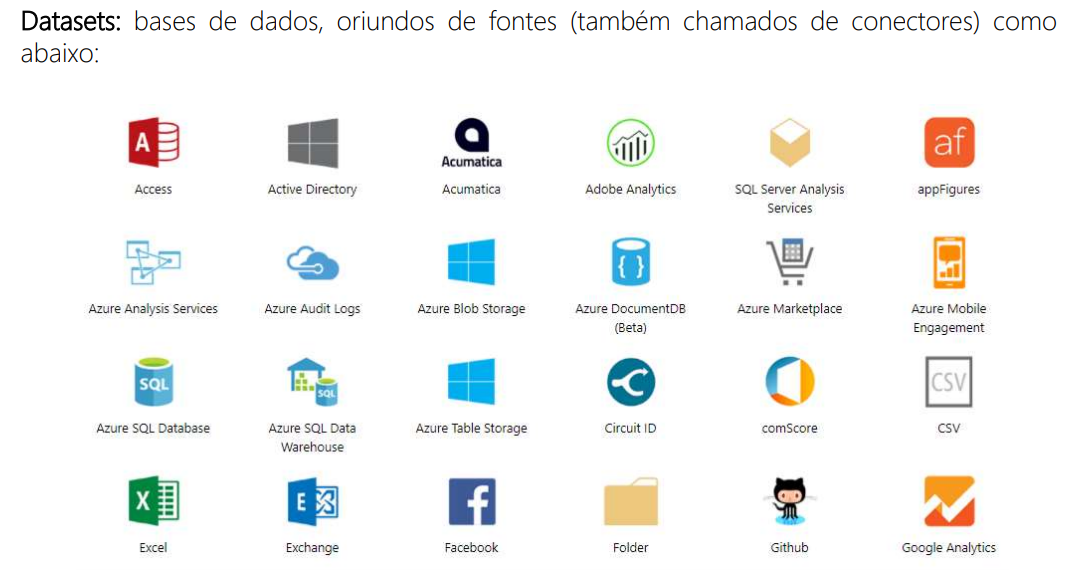 Datasets: bases de dados, oriundos de fontes (também chamados de conectores) como
abaixo:
A
Acumatica
af
Access
Active Directory
Acumatica
Adobe Analytics
SQL Server Analysis
Services
appFigures
{ }
Azure Analysis Services
Azure Audit Logs
Azure Blob Storage
Azure DocumentDB
(Beta)
Azure Marketplace
Azure Mobile
Engagement
SQL
SQL
CSV
Azure SQL Database
Azure SQL Data
Warehouse
Azure Table Storage
Circuit ID
comScore
CSV
X
E
f
Excel
Exchange
Facebook
Folder
Github
Google Analytics